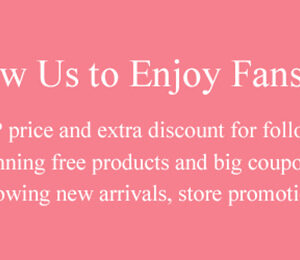 w Us to Enjoy Fans
P price and extra discount for follo
nning free products and big coupo
owing new arrivals, store promoti